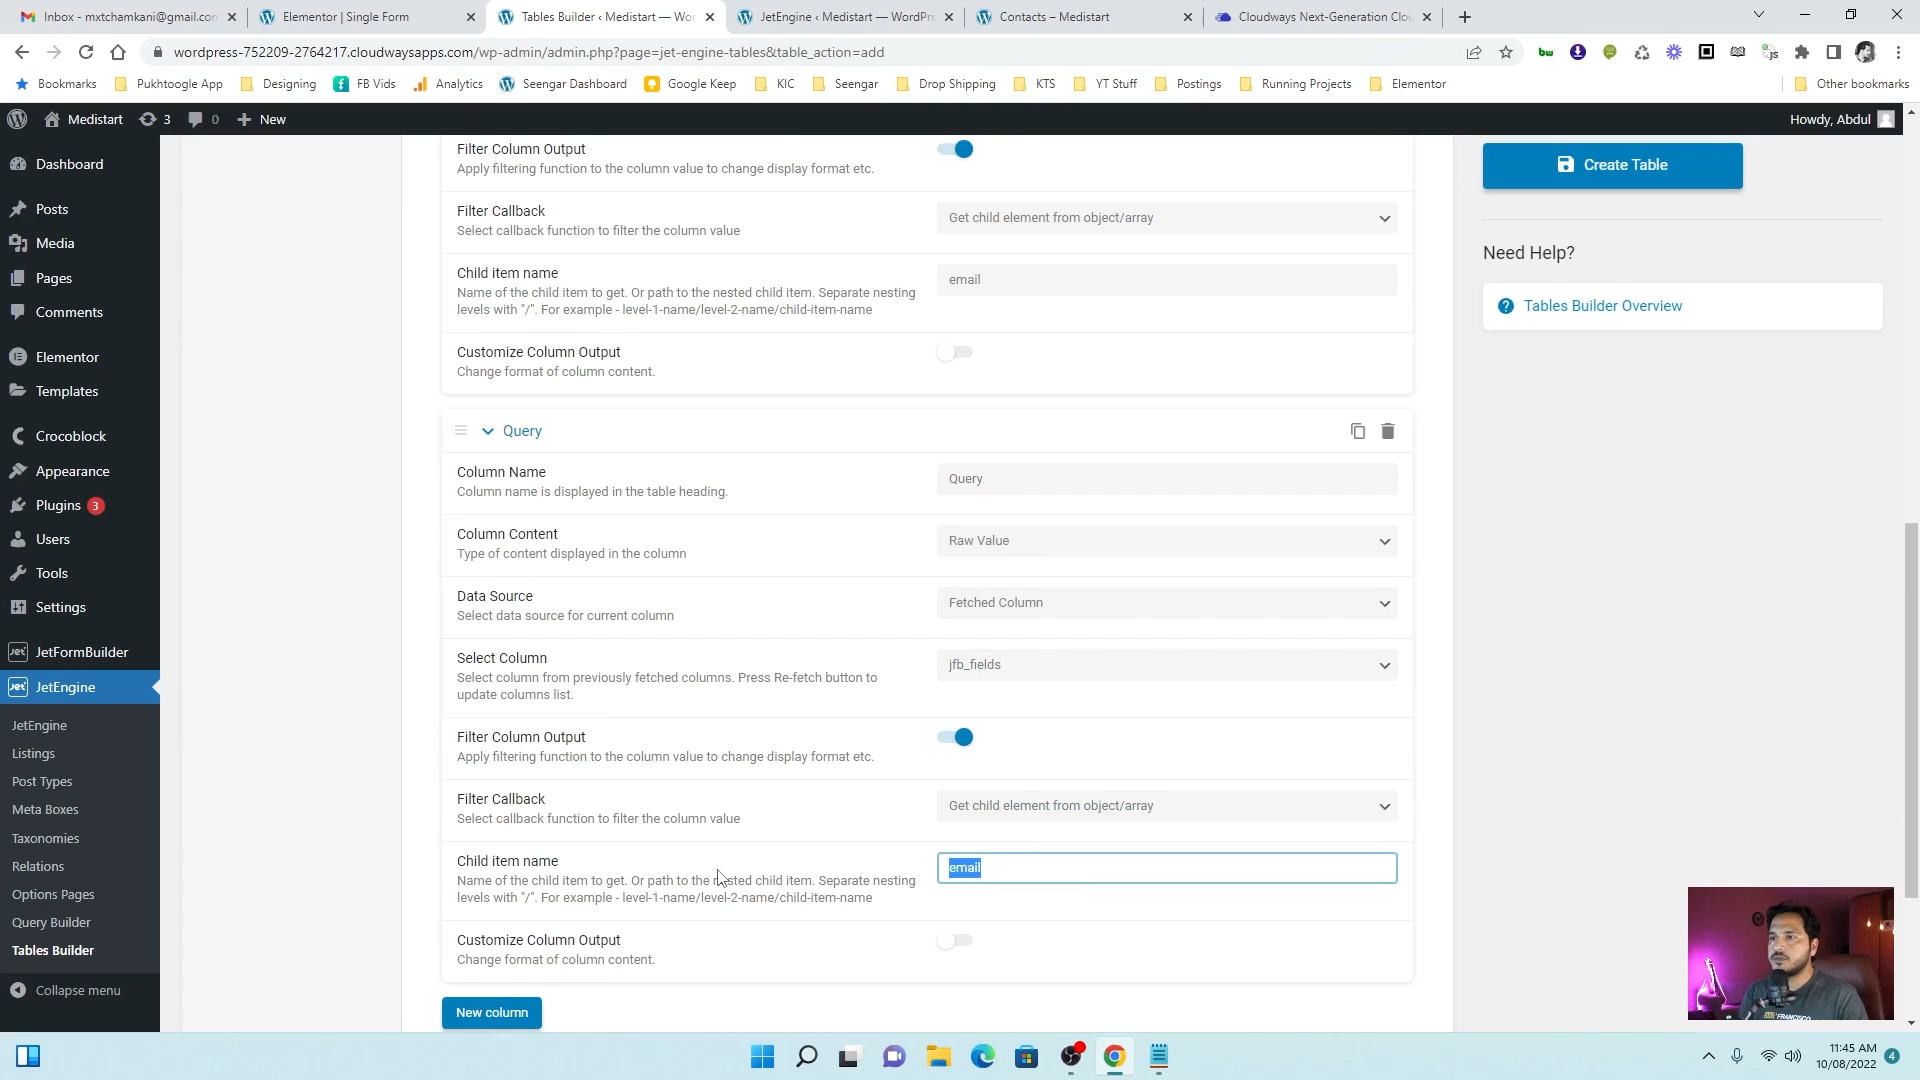 Inbox - mxtchamkani@gmail.con
Elementor | Single Form
Tables Builder ‹ Medistart — Wor
JetEngine ‹ Medistart — WordPre
Contacts – Medistart
Cloudways Next-Generation Clou
wordpress-752209-2764217.cloudwaysapps.com/wp-admin/admin.php?page=jet-engine-tables&table_action=add
Bookmarks
Pukhtoogle App
Designing
FB Vids
Analytics
Seengar Dashboard
Google Keep
KIC
Seengar
Drop Shipping
KTS
YT Stuff
Postings
Running Projects
Elementor
Other bookmarks
Medistart
3
0
New
Howdy, Abdul
Dashboard
Posts
Media
Pages
Comments
Elementor
Templates
Crocoblock
Appearance
Plugins 3
Users
Tools
Settings
JetFormBuilder
JetEngine
JetEngine
Listings
Post Types
Meta Boxes
Taxonomies
Relations
Options Pages
Query Builder
Tables Builder
Collapse menu
Filter Column Output
Apply filtering function to the column value to change display format etc.
Filter Callback
Select callback function to filter the column value
Get child element from object/array
Child item name
Name of the child item to get. Or path to the nested child item. Separate nesting
levels with "/". For example - level-1-name/level-2-name/child-item-name
email
Customize Column Output
Change format of column content.
Query
Column Name
Column name is displayed in the table heading.
Query
Column Content
Type of content displayed in the column
Raw Value
Data Source
Select data source for current column
Fetched Column
Select Column
Select column from previously fetched columns. Press Re-fetch button to
update columns list.
jfb_fields
Filter Column Output
Apply filtering function to the column value to change display format etc.
Filter Callback
Select callback function to filter the column value
Get child element from object/array
Child item name
Name of the child item to get. Or path to the nested child item. Separate nesting
levels with "/". For example - level-1-name/level-2-name/child-item-name
email
Customize Column Output
Change format of column content.
New column
Create Table
Need Help?
Tables Builder Overview
11:45 AM
10/08/2022
4